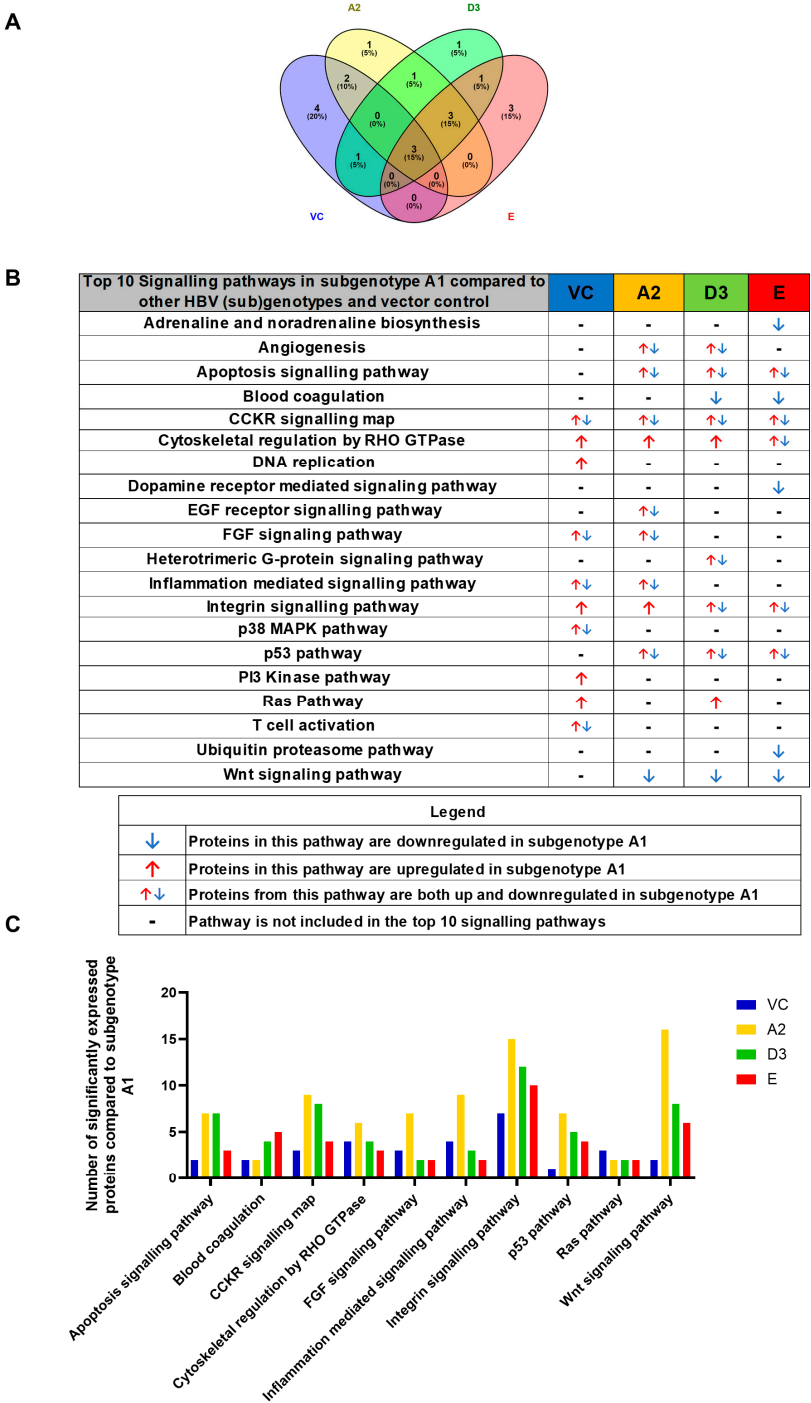 A
A2
D3
1
(5%)
1
(5%)
2
(10%)
1
(5%)
1
(5%)
4
(20%)
0
(0%)
3
(15%)
3
(15%)
1
(5%)
3
(15%)
0
(0%)
0
(0%)
0
(0%)
0
(0%)
VC
E
B
Top 10 Signalling pathways in subgenotype A1 compared to
other HBV (sub)genotypes and vector control
VC
A2
D3
E
Adrenaline and noradrenaline biosynthesis - - - ↓
Angiogenesis - ↑↓ ↑↓ -
Apoptosis signalling pathway - ↑↓ ↑↓ ↑↓
Blood coagulation - - ↓ ↓
CCKR signalling map ↑↓ ↑↓ ↑↓ ↑↓
Cytoskeletal regulation by RHO GTPase ↑ ↑ ↑ ↑↓
DNA replication ↑ - - -
Dopamine receptor mediated signaling pathway - - - ↓
EGF receptor signalling pathway - ↑↓ - -
FGF signaling pathway ↑↓ ↑↓ - -
Heterotrimeric G-protein signaling pathway - - ↑↓ -
Inflammation mediated signalling pathway ↑↓ ↑↓ - -
Integrin signalling pathway ↑ ↑ ↑↓ ↑↓
p38 MAPK pathway ↑↓ - - -
p53 pathway - ↑↓ ↑↓ ↑↓
PI3 Kinase pathway ↑ - - -
Ras Pathway ↑ - ↑ -
T cell activation ↑↓ - - -
Ubiquitin proteasome pathway - - - ↓
Wnt signaling pathway - ↓ ↓ ↓
Legend
↓ Proteins in this pathway are downregulated in subgenotype A1
↑ Proteins in this pathway are upregulated in subgenotype A1
↑↓ Proteins from this pathway are both up and downregulated in subgenotype A1
- Pathway is not included in the top 10 signalling pathways
C
Number of significantly expressed
proteins compared to subgenotype
A1
20
15
10
5
0
VC
A2
D3
E
Apoptosis signalling pathway
Blood coagulation
CCKR signalling map
Cytoskeletal regulation by RHO GTPase
FGF signaling pathway
Inflammation mediated signalling pathway
Integrin signalling pathway
p53 pathway
Ras pathway
Wnt signaling pathway